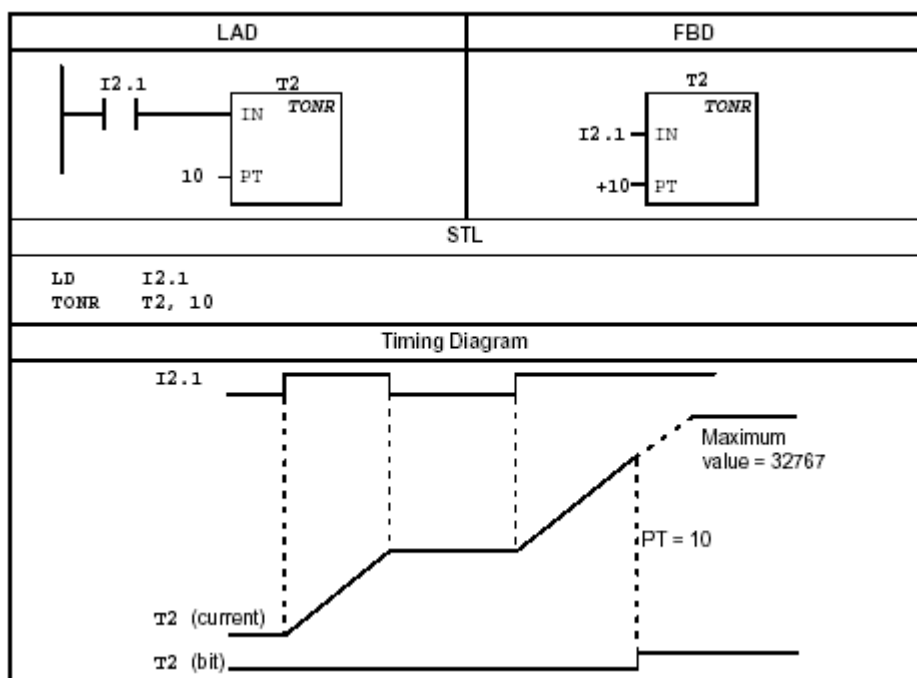 LAD
FBD
I2.1
T2
IN TONR
10 PT
T2
TONR
I2.1 IN
+10 PT
STL
LD I2.1
TONR T2, 10
Timing Diagram
I2.1
Maximum
value = 32767
PT = 10
T2 (current)
T2 (bit)